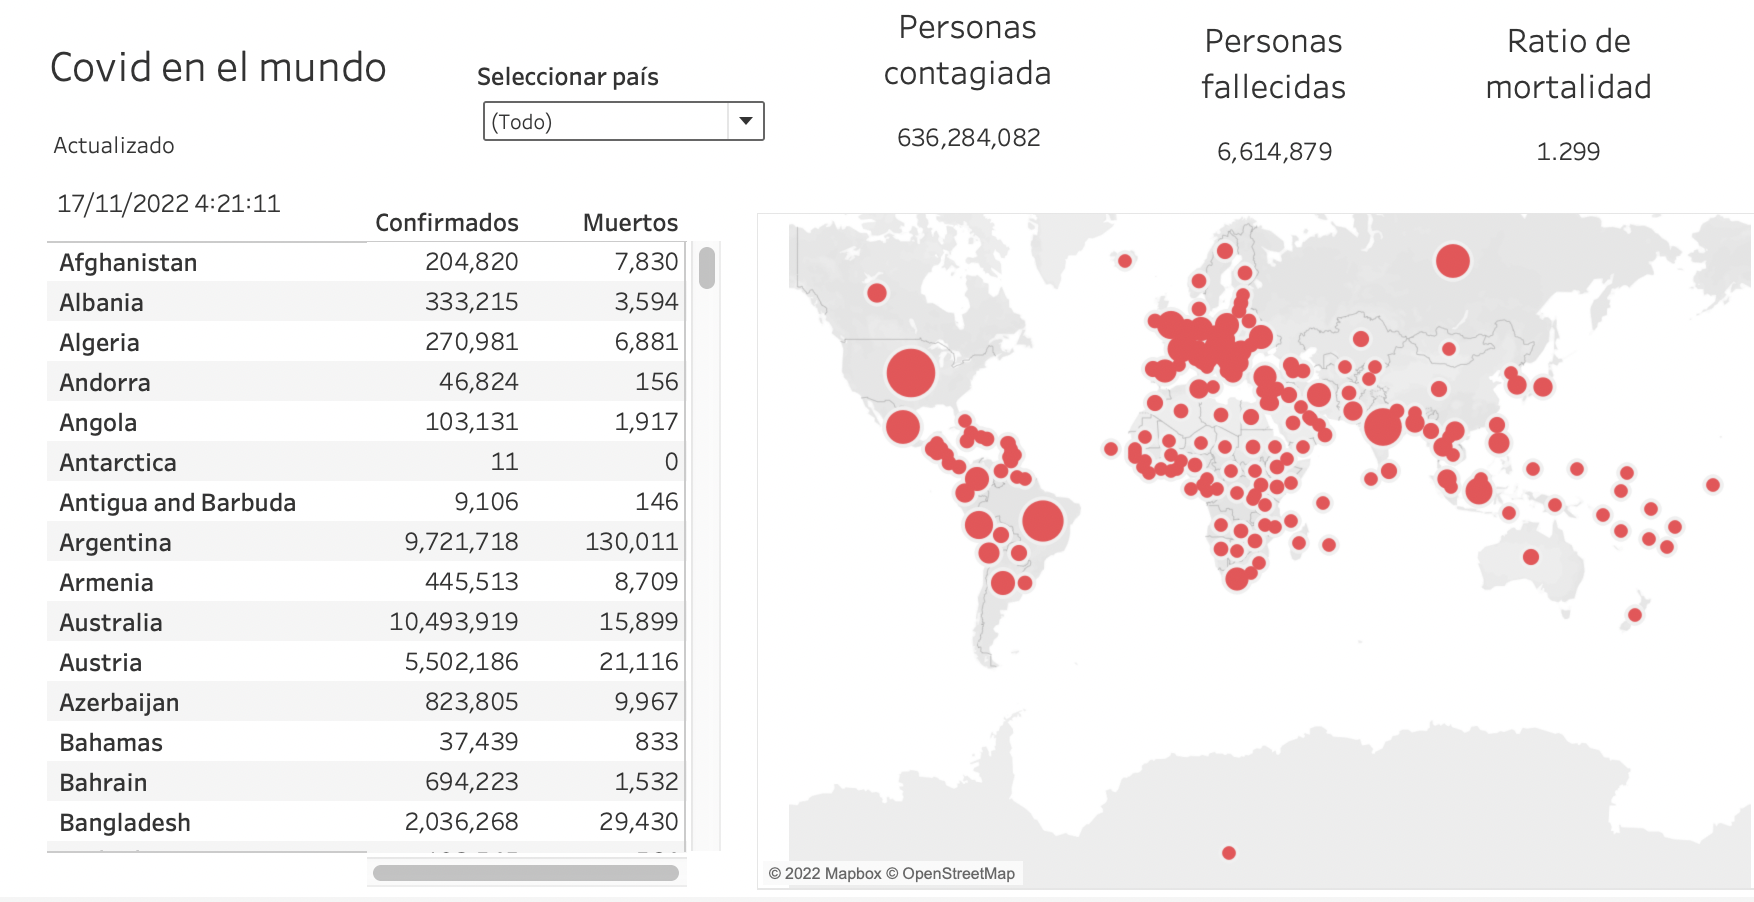 Covid en el mundo
Actualizado
17/11/2022 4:21:11
Seleccionar país
(Todo)
Personas
contagiada
636,284,082
Personas
fallecidas
6,614,879
Ratio de
mortalidad
1.299
Confirmados Muertos
Afghanistan 204,820 7,830
Albania 333,215 3,594
Algeria 270,981 6,881
Andorra 46,824 156
Angola 103,131 1,917
Antarctica 11 0
Antigua and Barbuda 9,106 146
Argentina 9,721,718 130,011
Armenia 445,513 8,709
Australia 10,493,919 15,899
Austria 5,502,186 21,116
Azerbaijan 823,805 9,967
Bahamas 37,439 833
Bahrain 694,223 1,532
Bangladesh 2,036,268 29,430
© 2022 Mapbox © OpenStreetMap